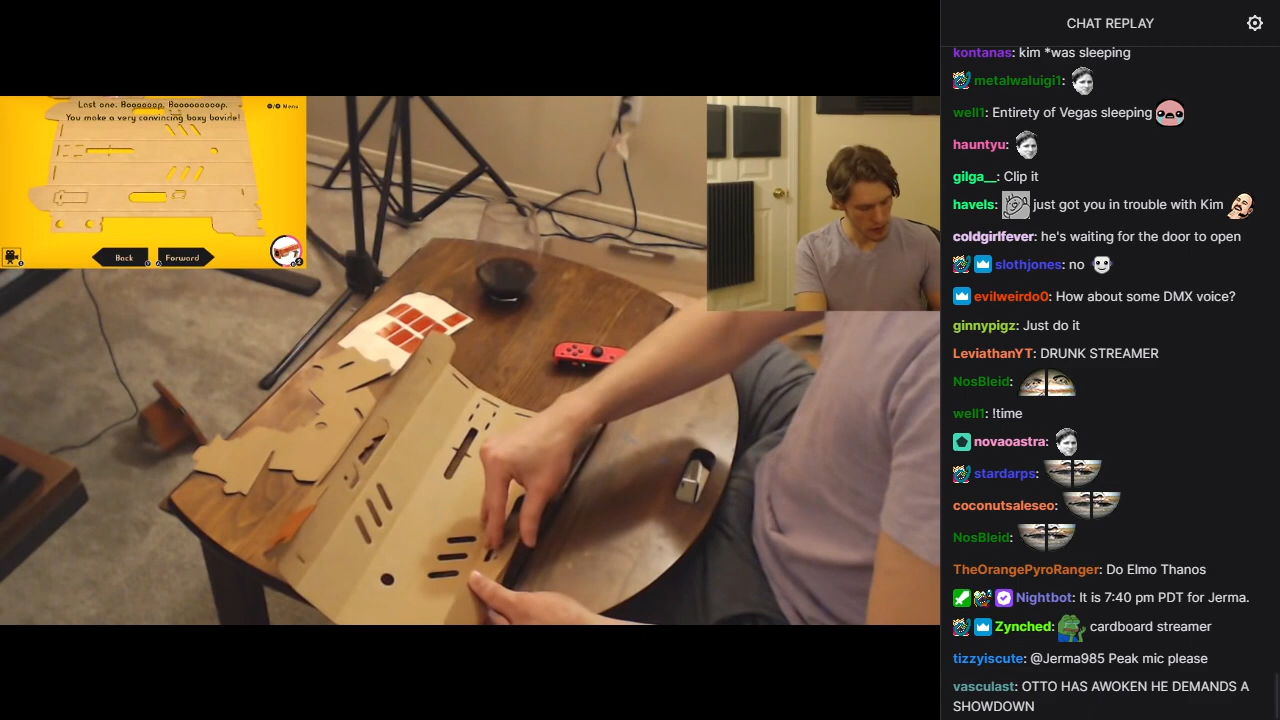 Last one. Boooooop. Boooooooooop.
You make a very convincing boxy bovine!
Menu
Back
Forward
CHAT REPLAY
kontanas: kim *was sleeping
metalwaluigi1:
well1: Entirety of Vegas sleeping
hauntyu:
gilga__: Clip it
havels: just got you in trouble with Kim
coldgirlfever: he's waiting for the door to open
slothjones: no
evilweirdo0: How about some DMX voice?
ginnypigz: Just do it
LeviathanYT: DRUNK STREAMER
NosBleid:
well1: !time
novaoastra:
stardarps:
coconutsaleseo:
NosBleid:
TheOrangePyroRanger: Do Elmo Thanos
Nightbot: It is 7:40 pm PDT for Jerma.
Zynched: cardboard streamer
tizzyiscute: @Jerma985 Peak mic please
vasculast: OTTO HAS AWOKEN HE DEMANDS A
SHOWDOWN